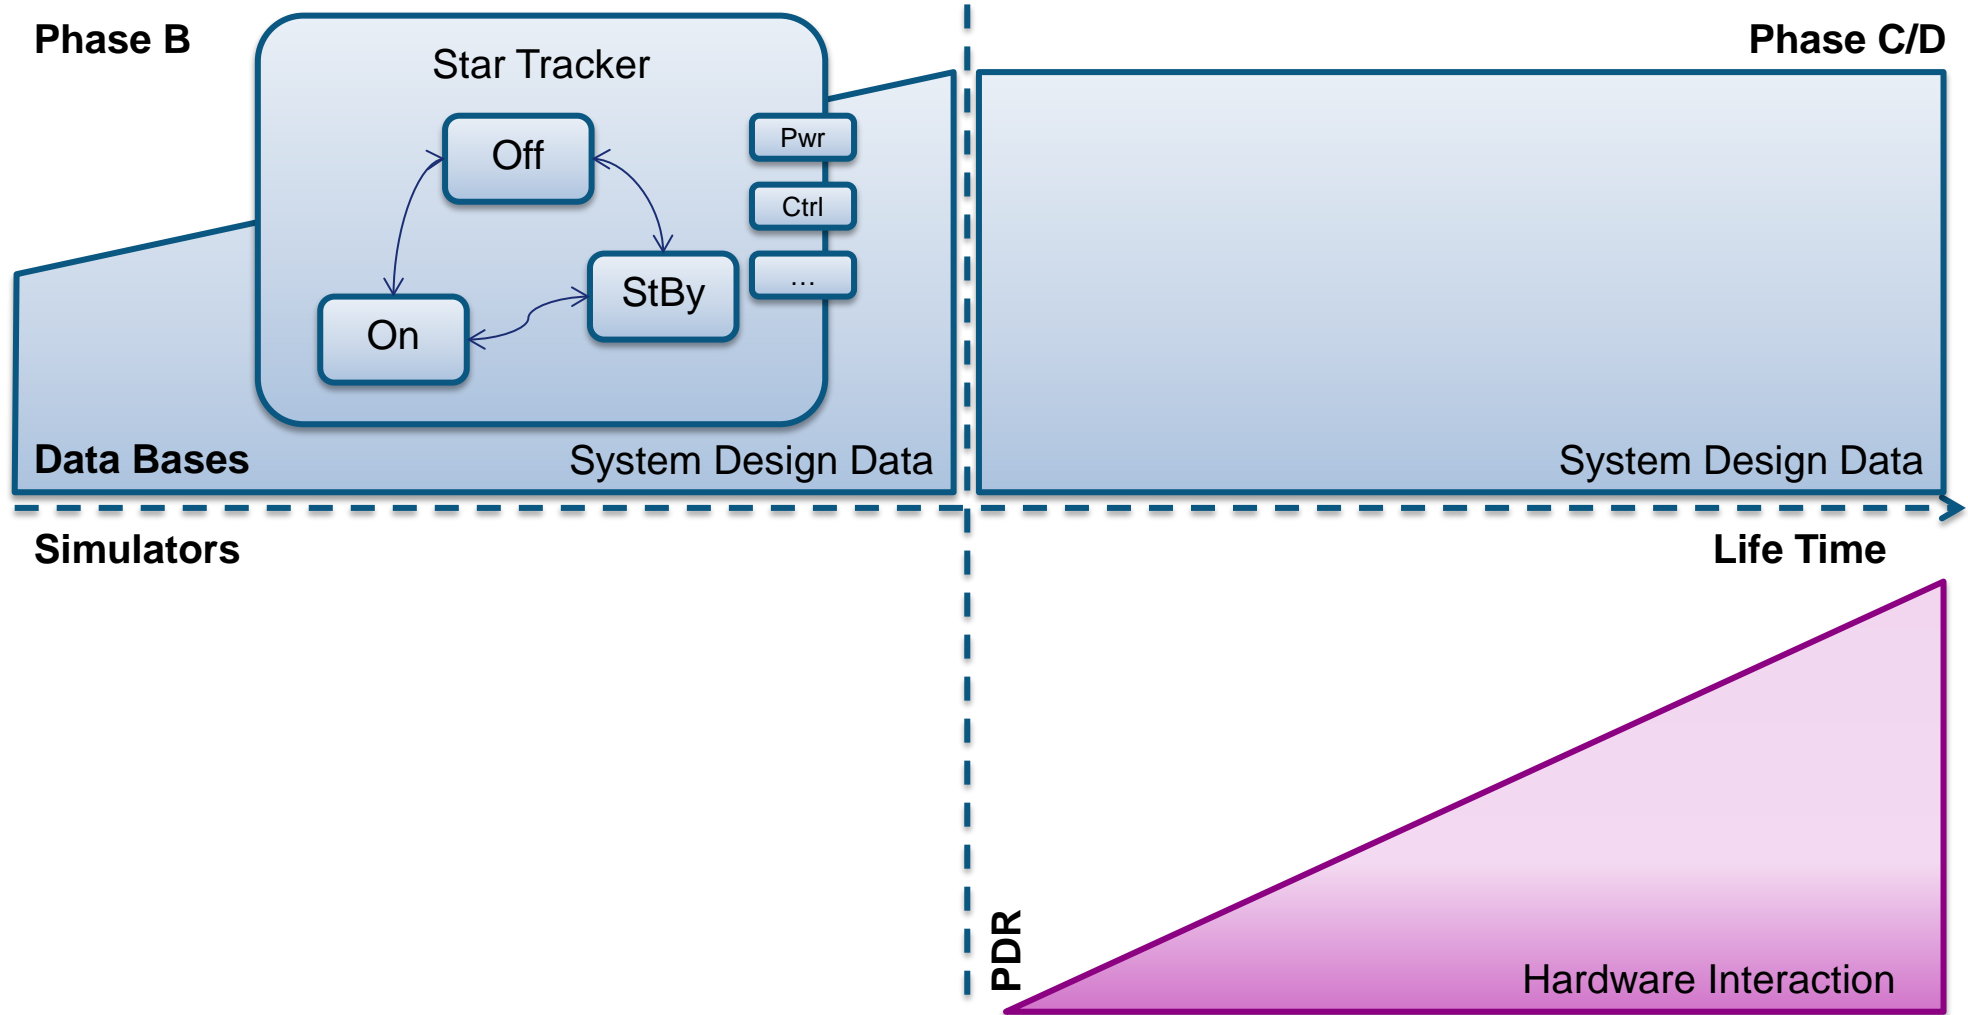 Phase B
Phase C/D
Star Tracker
Off
Pwr
Ctrl
...
StBy
On
Data Bases
System Design Data
System Design Data
Simulators
Life Time
PDR
Hardware Interaction